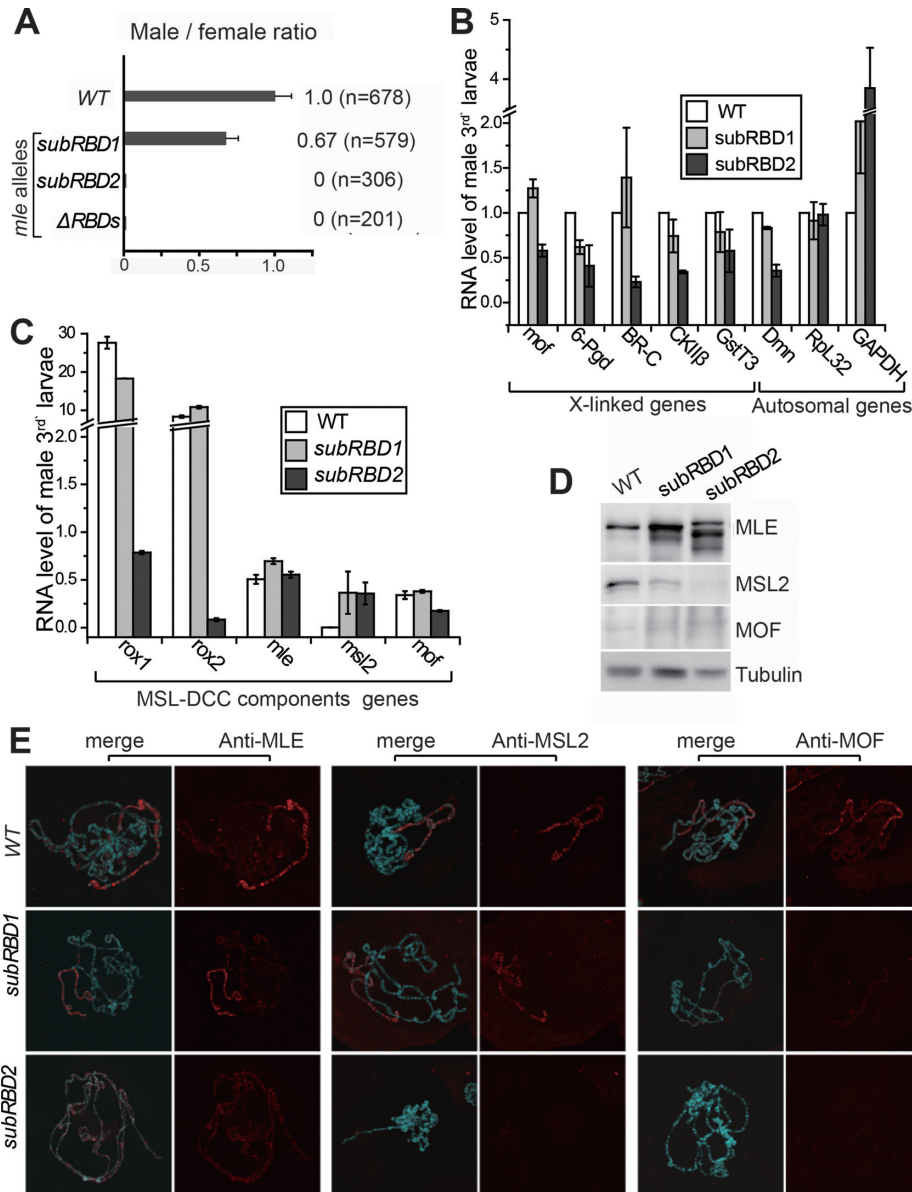 A
Male / female ratio
WT
1.0 (n=678)
mle alleles
subRBD1
0.67 (n=579)
subRBD2
0 (n=306)
ΔRBDs
0 (n=201)
0 0.5 1.0
B
RNA level of male 3rd' larvae
5
4
2.0
1.5
1.0
0.5
0.0
WT
subRBD1
subRBD2
mof 6-Pgd BR-C CKIIβ GstT3 Dmn RpL32 GAPDH
X-linked genes Autosomal genes
C
RNA level of male 3rd' larvae
30
20
10
2.0
1.5
1.0
0.5
0.0
WT
subRBD1
subRBD2
rox1 rox2 mle msl2 mof
MSL-DCC components genes
D
WT subRBD1 subRBD2
MLE
MSL2
MOF
Tubulin
E
merge Anti-MLE merge Anti-MSL2 merge Anti-MOF
WT
subRBD1
subRBD2